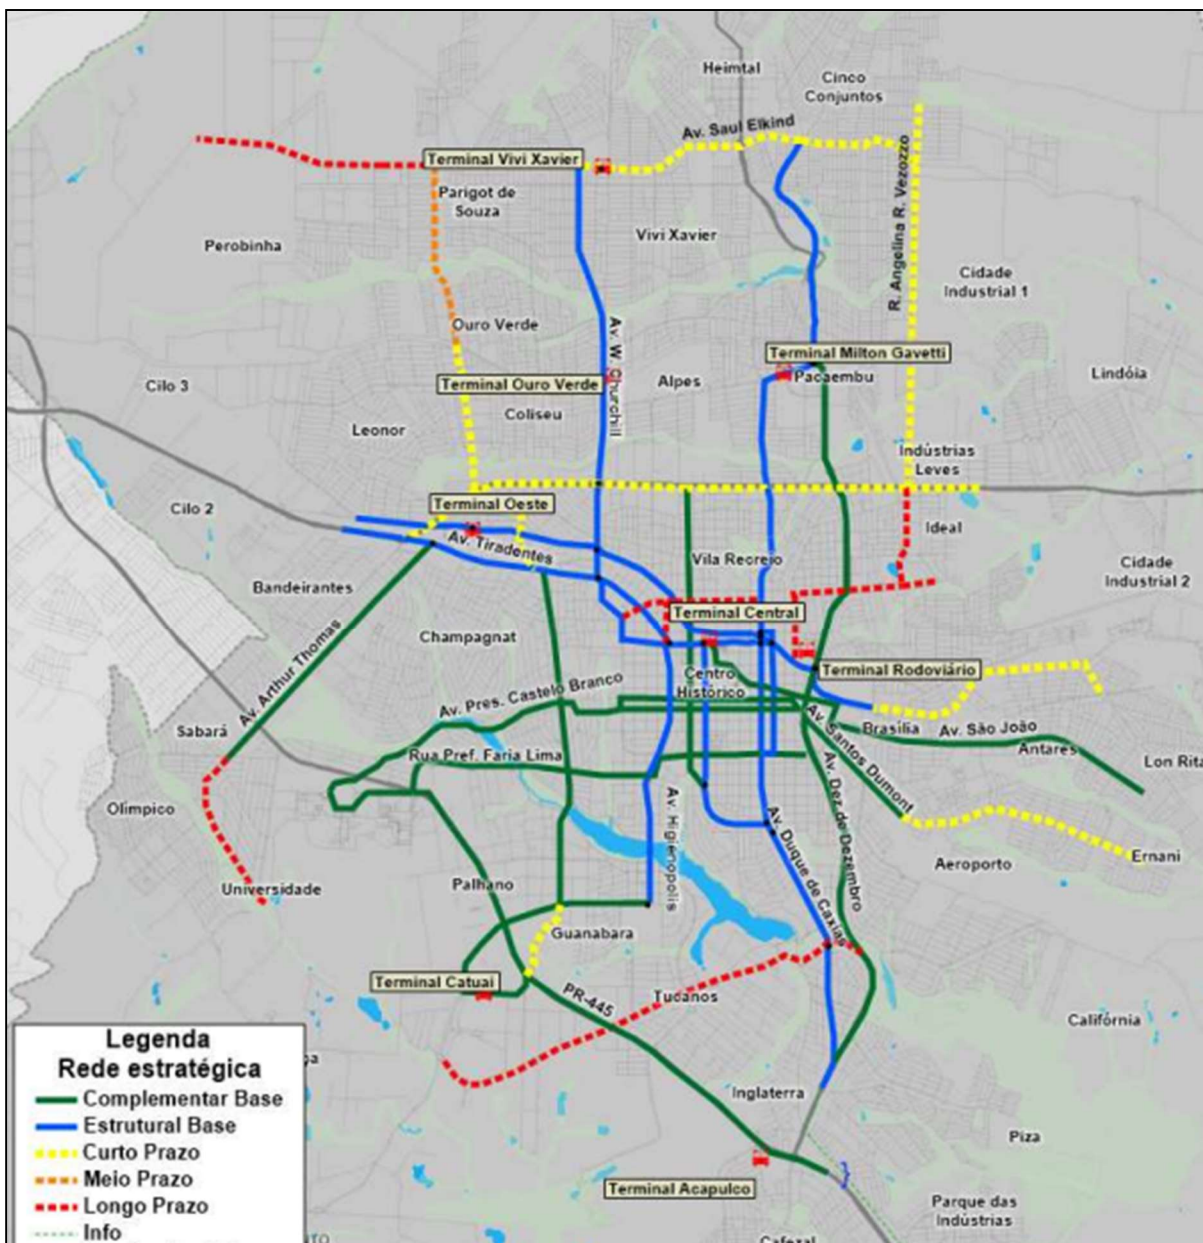 Heimtal
Cinco
Conjuntos
Av. Saul Elkind
Terminal Vivi Xavier
R. Angelina R. Vezozzo
Parigot de
Souza
Vivi Xavier
Perobinha
Cidade
Industrial 1
Ouro Verde
Av. W. Churchill
Terminal Milton Gavetti
Cilo 3
Terminal Ouro Verde
Alpes
Pacaembu
Lindóia
Coliseu
Leonor
Indústrias
Leves
Terminal Oeste
Cilo 2
Ideal
Av. Tiradentes
Vila Recreio
Cidade
Industrial 2
Bandeirantes
Terminal Central
Champagnat
Av. Arthur Thomas
Centro
Histórico
Terminal Rodoviário
Av. Pres. Castelo Branco
Sabará
Av. Santos Dumont
Brasília
Av. São João
Antares
Rua Pref. Faria Lima
Lon Rita
Av. Dez de Dezembro
Olimpico
Av. Higienopolis
Av. Duque de Caxias
Aeroporto
Ernani
Universidade
Palhano
Guanabara
Terminal Catuai
PR-445
Tucanos
Califórnia
Legenda
Rede estratégica
Complementar Base
Estrutural Base
Curto Prazo
Meio Prazo
Longo Prazo
Info
Inglaterra
Piza
Terminal Acapulco
Parque das
Indústrias
Cafezal